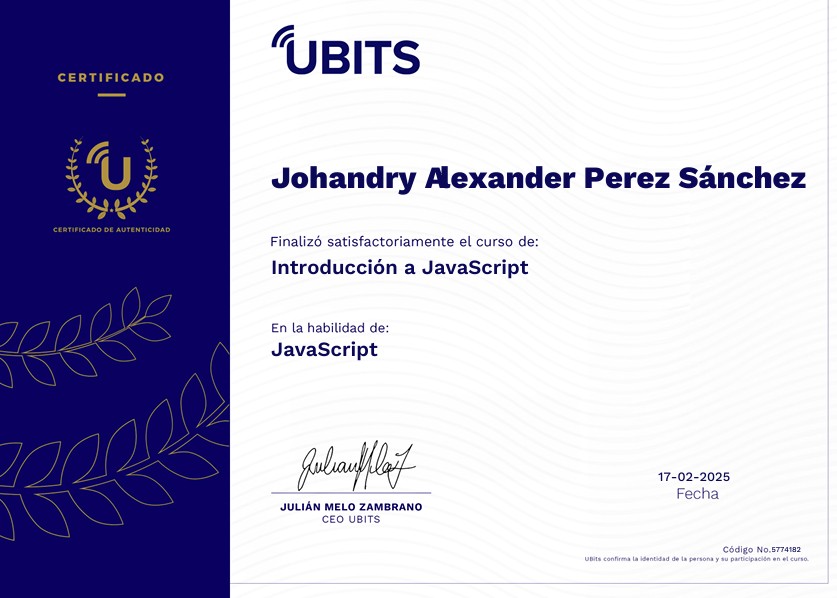 CERTIFICADO
U
CERTIFICADO DE AUTENTICIDAD
UBITS
Johandry Alexander Perez Sánchez
Finalizó satisfactoriamente el curso de:
Introducción a JavaScript
En la habilidad de:
JavaScript
JULIÁN MELO ZAMBRANO
CEO UBITS
17-02-2025
Fecha
Código No.5774182
UBits confirma la identidad de la persona y su participación en el curso.